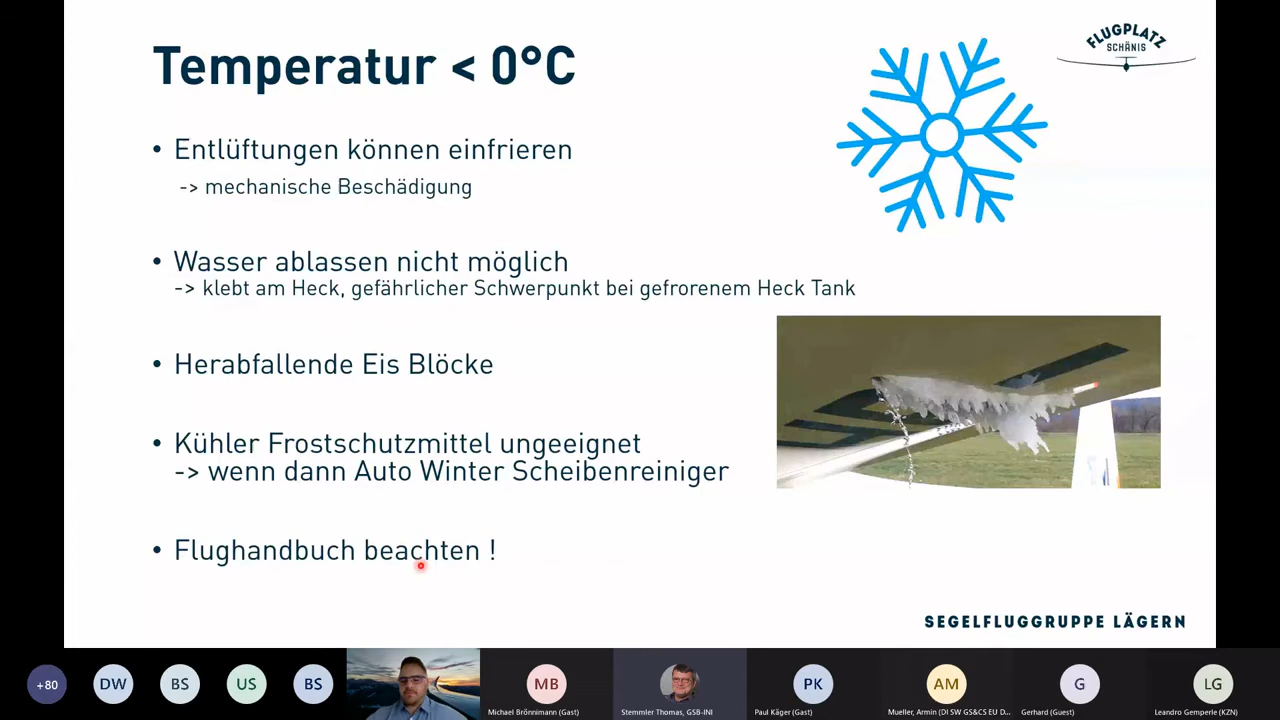 Temperatur < 0°C
FLUGPLATZ
SCHÄNIS
• Entlüftungen können einfrieren
-> mechanische Beschädigung
• Wasser ablassen nicht möglich
-> klebt am Heck, gefährlicher Schwerpunkt bei gefrorenem Heck Tank
• Herabfallende Eis Blöcke
• Kühler Frostschutzmittel ungeeignet
-> wenn dann Auto Winter Scheibenreiniger
• Flughandbuch beachten !
SEGELFLUGGRUPPE LÄGERN
+80
DW
BS
US
BS
MB
PK
AM
G
LG
Michael Brönnimann (Gast)
Stemmler Thomas, GSB-INI
Paul Käger (Gast)
Mueller, Armin (DI SW GS&CS EU D...
Gerhard (Guest)
Leandro Gemperle (KZN)